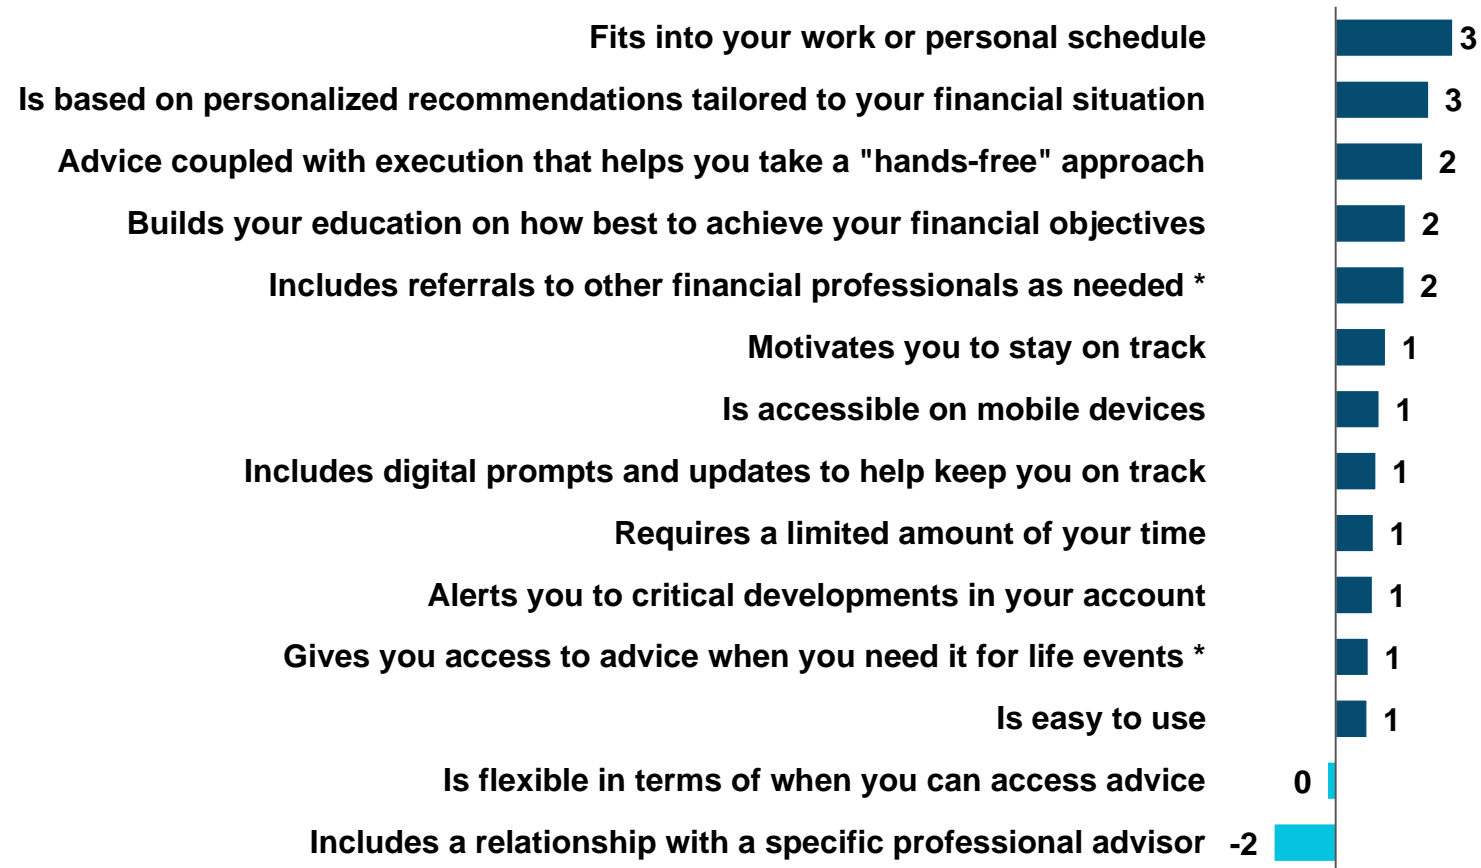 Fits into your work or personal schedule 3
Is based on personalized recommendations tailored to your financial situation 3
Advice coupled with execution that helps you take a "hands-free" approach 2
Builds your education on how best to achieve your financial objectives 2
Includes referrals to other financial professionals as needed * 2
Motivates you to stay on track 1
Is accessible on mobile devices 1
Includes digital prompts and updates to help keep you on track 1
Requires a limited amount of your time 1
Alerts you to critical developments in your account 1
Gives you access to advice when you need it for life events * 1
Is easy to use 1
Is flexible in terms of when you can access advice 0
Includes a relationship with a specific professional advisor -2